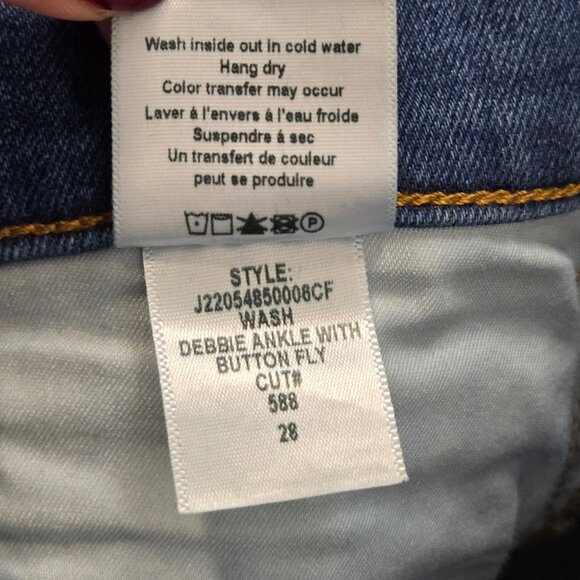 Wash inside out in cold water
Hang dry
Color transfer may occur
Laver á l'envers á l'eau froide
Suspendre á sec
Un transfert de couleur
peut se produire
P
STYLE:
J22054850006CF
WASH
DEBBIE ANKLE WITH
BUTTON FLY
CUT#
588
28